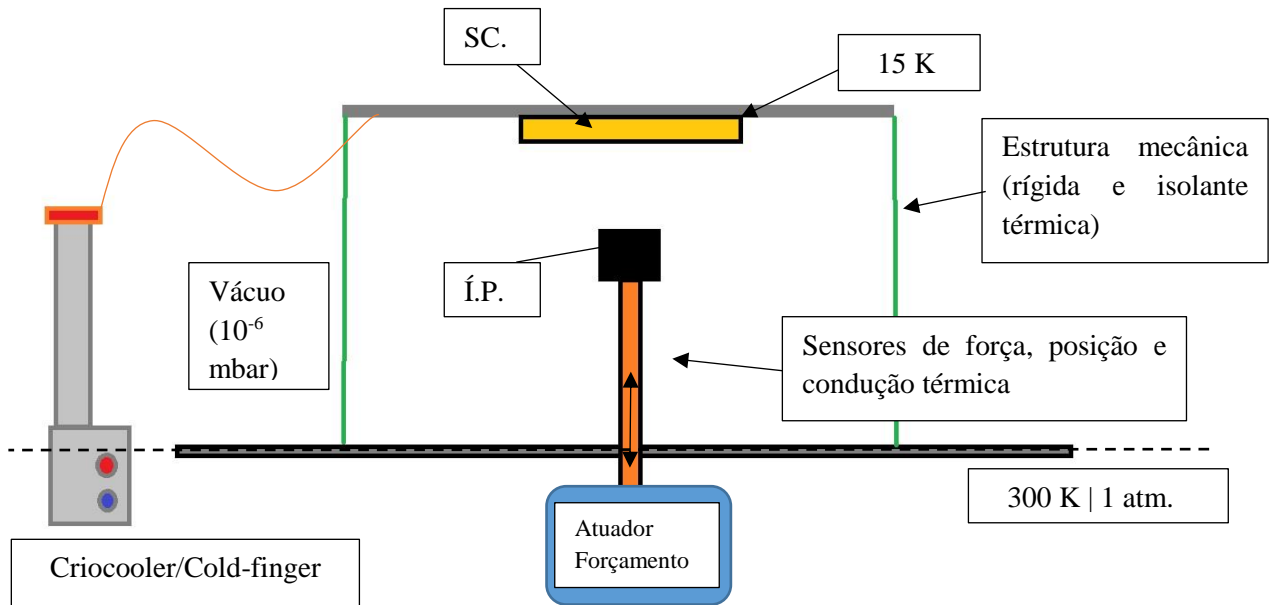 SC.
15 K
Estrutura mecânica
(rígida e isolante
térmica)
Í.P.
Vácuo
(10⁻⁶
mbar)
Sensores de força, posição e
condução térmica
300 K | 1 atm.
Atuador
Forçamento
Criocooler/Cold-finger